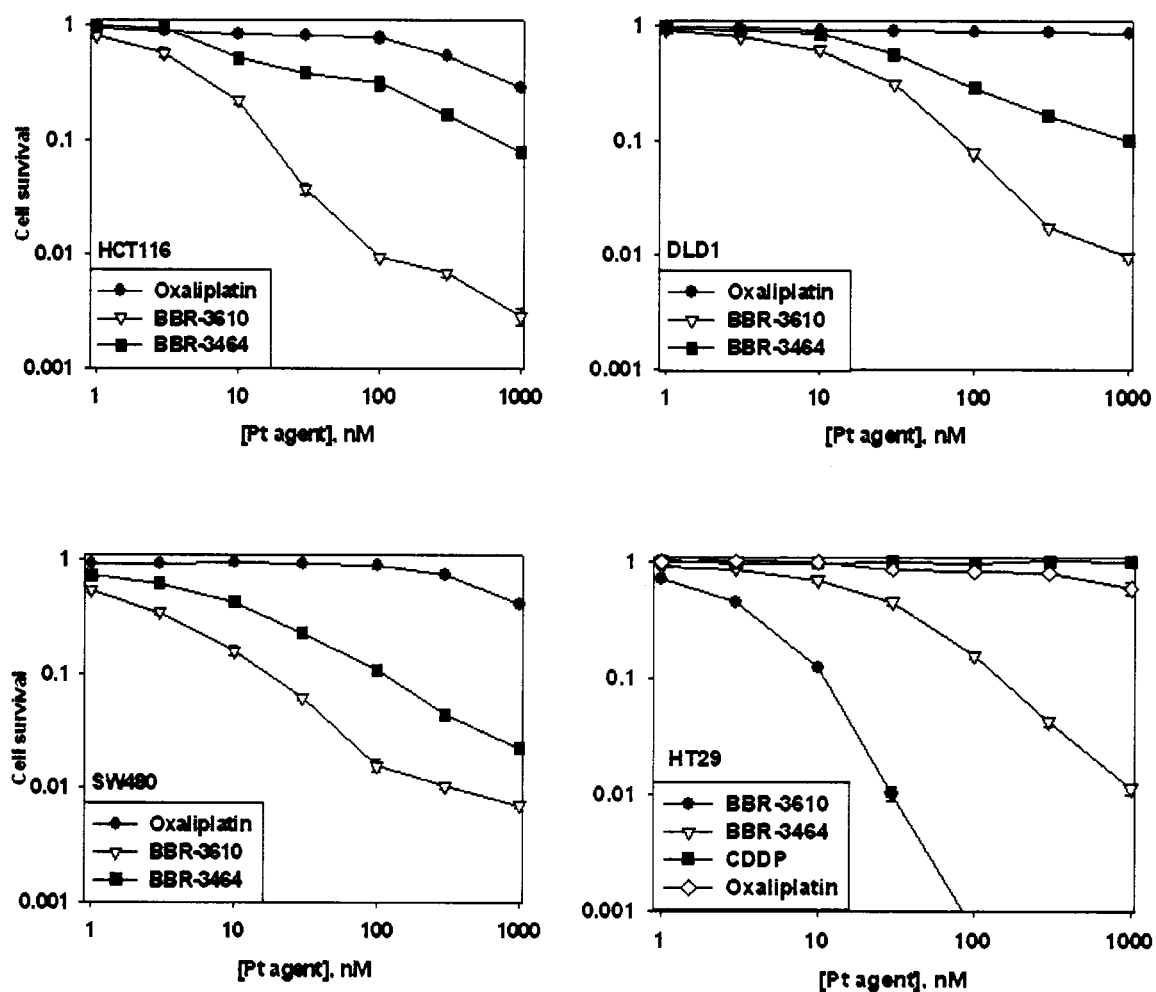 1
0.1
0.01
0.001
Cell survival
HCT116
Oxaliplatin
BBR-3610
BBR-3464
1 10 100 1000
[Pt agent], nM
1
0.1
0.01
0.001
DLD1
Oxaliplatin
BBR-3610
BBR-3464
1 10 100 1000
[Pt agent], nM
1
0.1
0.01
0.001
Cell survival
SW480
Oxaliplatin
BBR-3610
BBR-3464
1 10 100 1000
[Pt agent], nM
1
0.1
0.01
0.001
HT29
BBR-3610
BBR-3464
CDDP
Oxaliplatin
1 10 100 1000
[Pt agent], nM